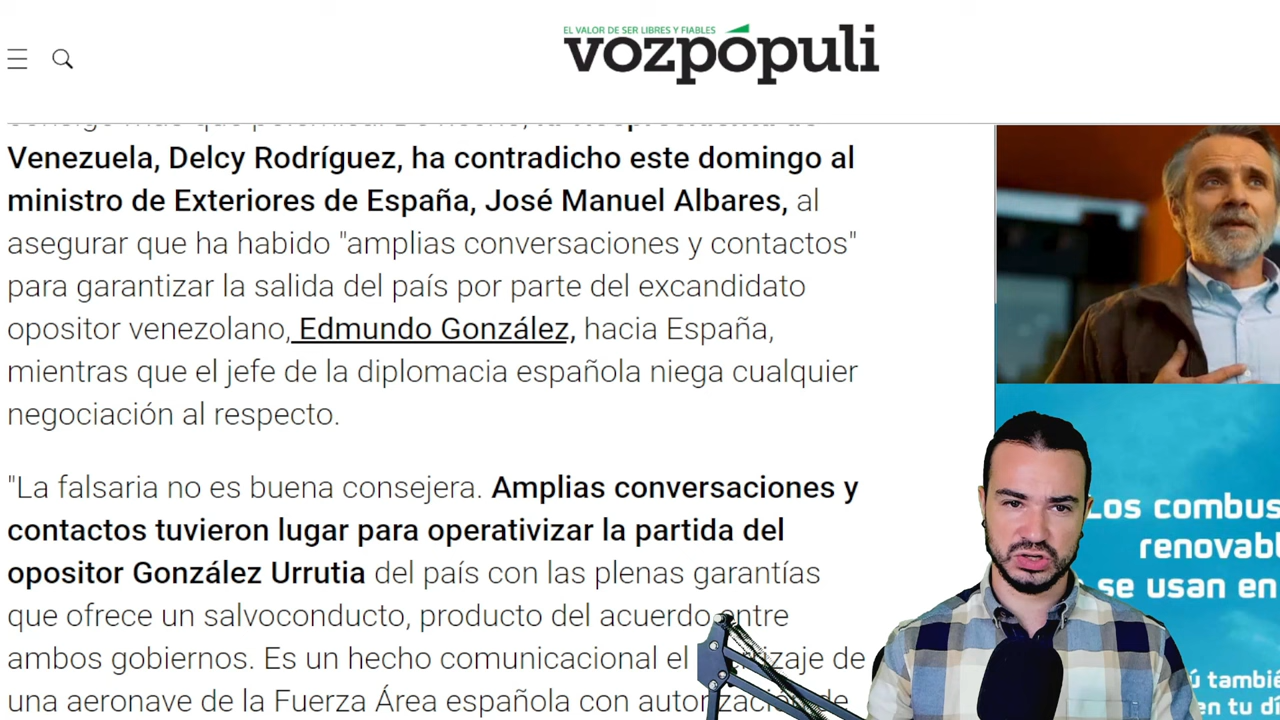 EL VALOR DE SER LIBRES Y FIABLES
vozpópuli
Venezuela, Delcy Rodríguez, ha contradicho este domingo al
ministro de Exteriores de España, José Manuel Albares, al
asegurar que ha habido "amplias conversaciones y contactos"
para garantizar la salida del país por parte del excandidato
opositor venezolano, Edmundo González, hacia España,
mientras que el jefe de la diplomacia española niega cualquier
negociación al respecto.
"La falsaria no es buena consejera. Amplias conversaciones y
contactos tuvieron lugar para operativizar la partida del
opositor González Urrutia del país con las plenas garantías
que ofrece un salvoconducto, producto del acuerdo entre
ambos gobiernos. Es un hecho comunicacional el de
una aeronave de la Fuerza Área española con autorización de
Los
se usan en
en tu